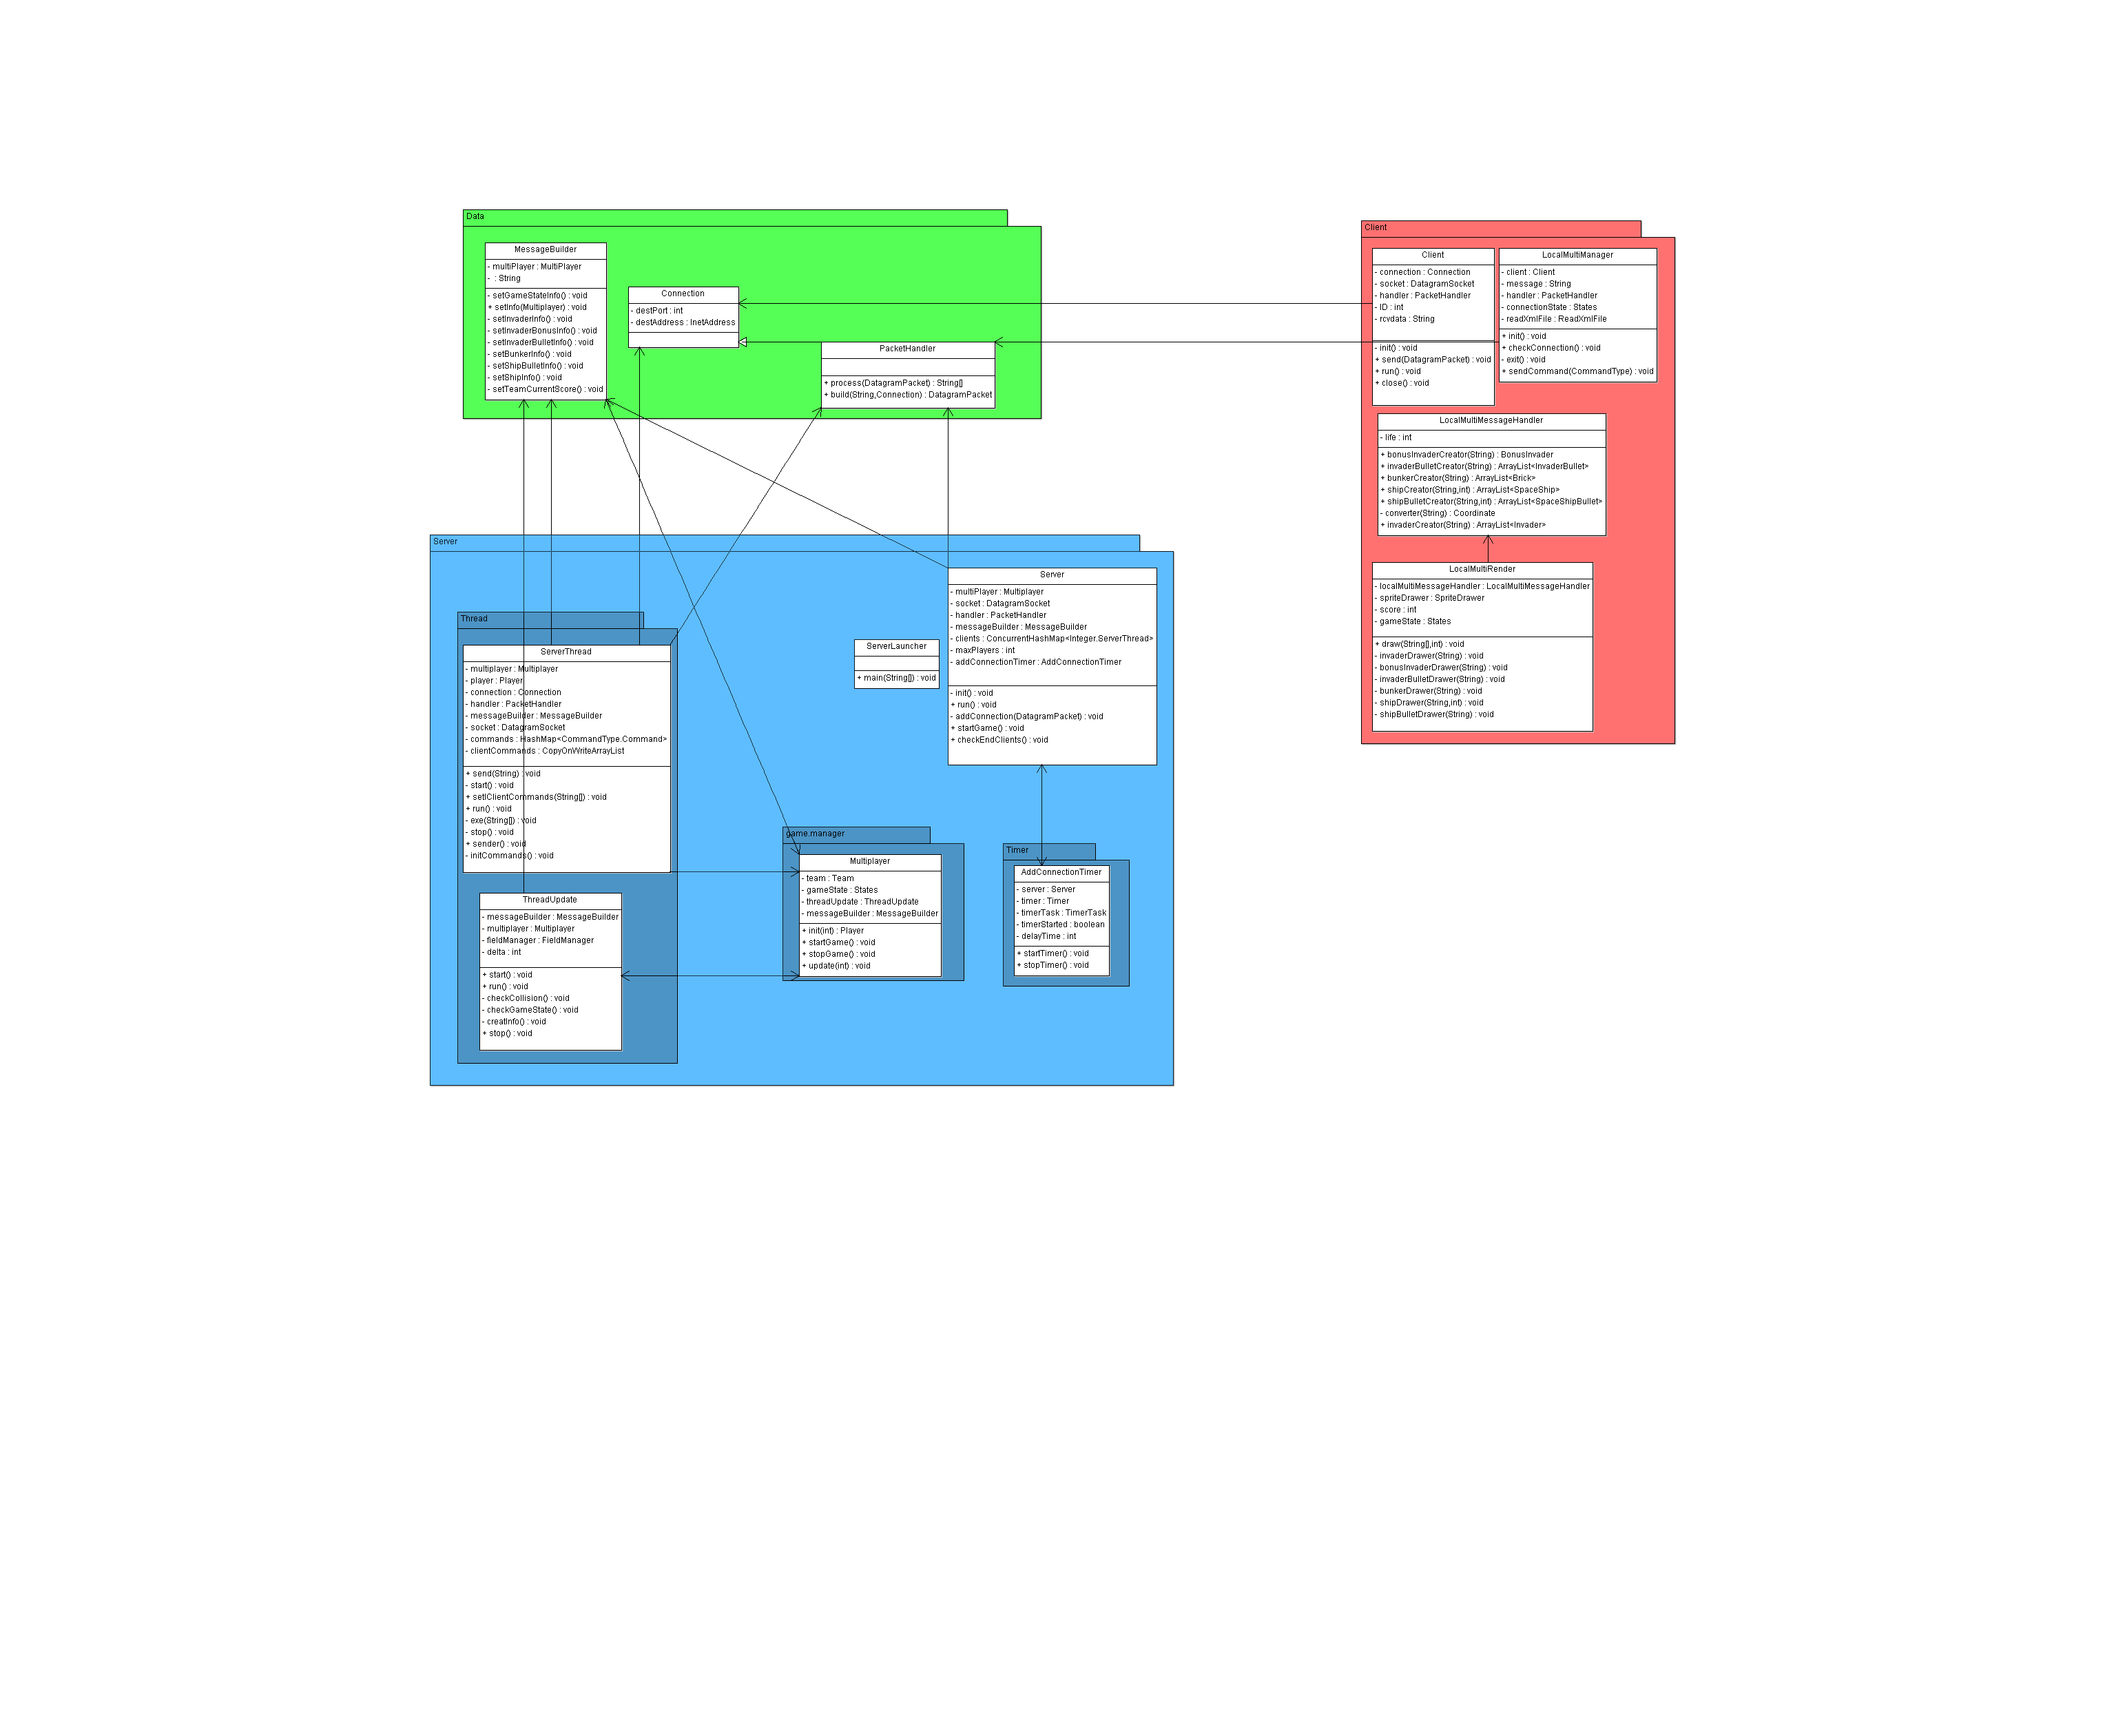 Data
MessageBuilder
- multiPlayer : MultiPlayer
-  : String
- setGameStateInfo() : void
+ setInfo(Multiplayer) : void
- setInvaderInfo() : void
- setInvaderBonusInfo() : void
- setInvaderBulletInfo() : void
- setBunkerInfo() : void
- setShipBulletInfo() : void
- setShipInfo() : void
- setTeamCurrentScore() : void
Connection
- destPort : int
- destAddress : InetAddress
PacketHandler
+ process(DatagramPacket) : String[]
+ build(String,Connection) : DatagramPacket
Client
Client
- connection : Connection
- socket : DatagramSocket
- handler : PacketHandler
- ID : int
- rcvdata : String
- init() : void
+ send(DatagramPacket) : void
+ run() : void
+ close() : void
LocalMultiManager
- client : Client
- message : String
- handler : PacketHandler
- connectionState : States
- readXmlFile : ReadXmlFile
+ init() : void
+ checkConnection() : void
- exit() : void
+ sendCommand(CommandType) : void
LocalMultiMessageHandler
- life : int
+ bonusInvaderCreator(String) : BonusInvader
+ invaderBulletCreator(String) : ArrayList<InvaderBullet>
+ bunkerCreator(String) : ArrayList<Brick>
+ shipCreator(String,int) : ArrayList<SpaceShip>
+ shipBulletCreator(String,int) : ArrayList<SpaceShipBullet>
- converter(String) : Coordinate
+ invaderCreator(String) : ArrayList<Invader>
LocalMultiRender
- localMultiMessageHandler : LocalMultiMessageHandler
- spriteDrawer : SpriteDrawer
- score : int
- gameState : States
+ draw(String[],int) : void
- invaderDrawer(String) : void
- bonusInvaderDrawer(String) : void
- invaderBulletDrawer(String) : void
- bunkerDrawer(String) : void
- shipDrawer(String,int) : void
- shipBulletDrawer(String) : void
Server
Thread
ServerThread
- multiplayer : Multiplayer
- player : Player
- connection : Connection
- handler : PacketHandler
- messageBuilder : MessageBuilder
- socket : DatagramSocket
- commands : HashMap<CommandType.Command>
- clientCommands : CopyOnWriteArrayList
+ send(String) : void
- start() : void
+ setlClientCommands(String[]) : void
+ run() : void
- exe(String[]) : void
- stop() : void
+ sender() : void
- initCommands() : void
ThreadUpdate
- messageBuilder : MessageBuilder
- multiplayer : Multiplayer
- fieldManager : FieldManager
- delta : int
+ start() : void
+ run() : void
- checkCollision() : void
- checkGameState() : void
- creatInfo() : void
+ stop() : void
ServerLauncher
+ main(String[]) : void
Server
- multiPlayer : Multiplayer
- socket : DatagramSocket
- handler : PacketHandler
- messageBuilder : MessageBuilder
- clients : ConcurrentHashMap<Integer.ServerThread>
- maxPlayers : int
- addConnectionTimer : AddConnectionTimer
- init() : void
+ run() : void
- addConnection(DatagramPacket) : void
+ startGame() : void
+ checkEndClients() : void
game.manager
Multiplayer
- team : Team
- gameState : States
- threadUpdate : ThreadUpdate
- messageBuilder : MessageBuilder
+ init(int) : Player
+ startGame() : void
+ stopGame() : void
+ update(int) : void
Timer
AddConnectionTimer
- server : Server
- timer : Timer
- timerTask : TimerTask
- timerStarted : boolean
- delayTime : int
+ startTimer() : void
+ stopTimer() : void